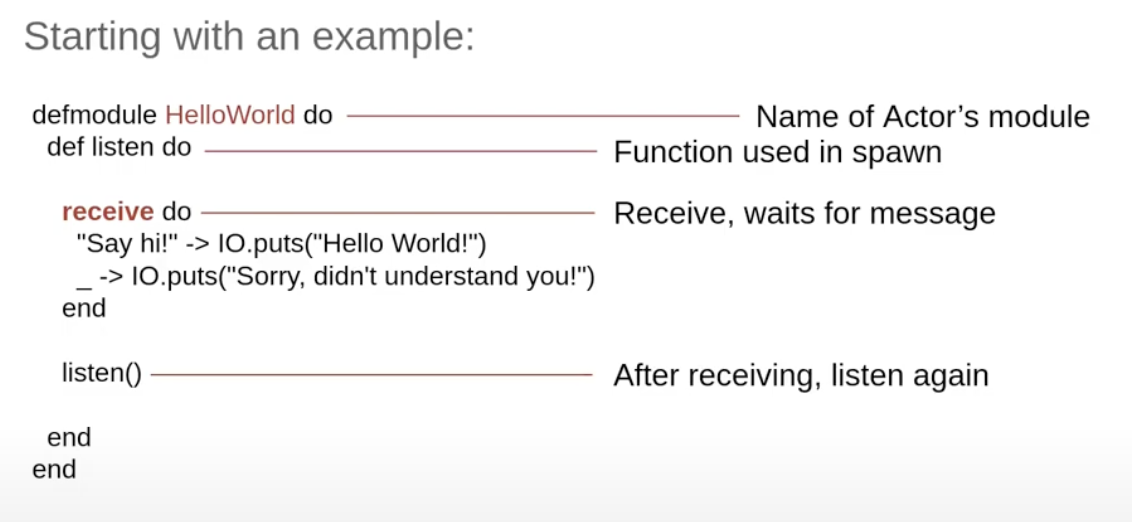 Starting with an example:
defmodule HelloWorld do
Name of Actor’s module
def listen do
Function used in spawn
receive do
Receive, waits for message
"Say hi!" -> IO.puts("Hello World!")
_ -> IO.puts("Sorry, didn't understand you!")
end
listen()
After receiving, listen again
end
end